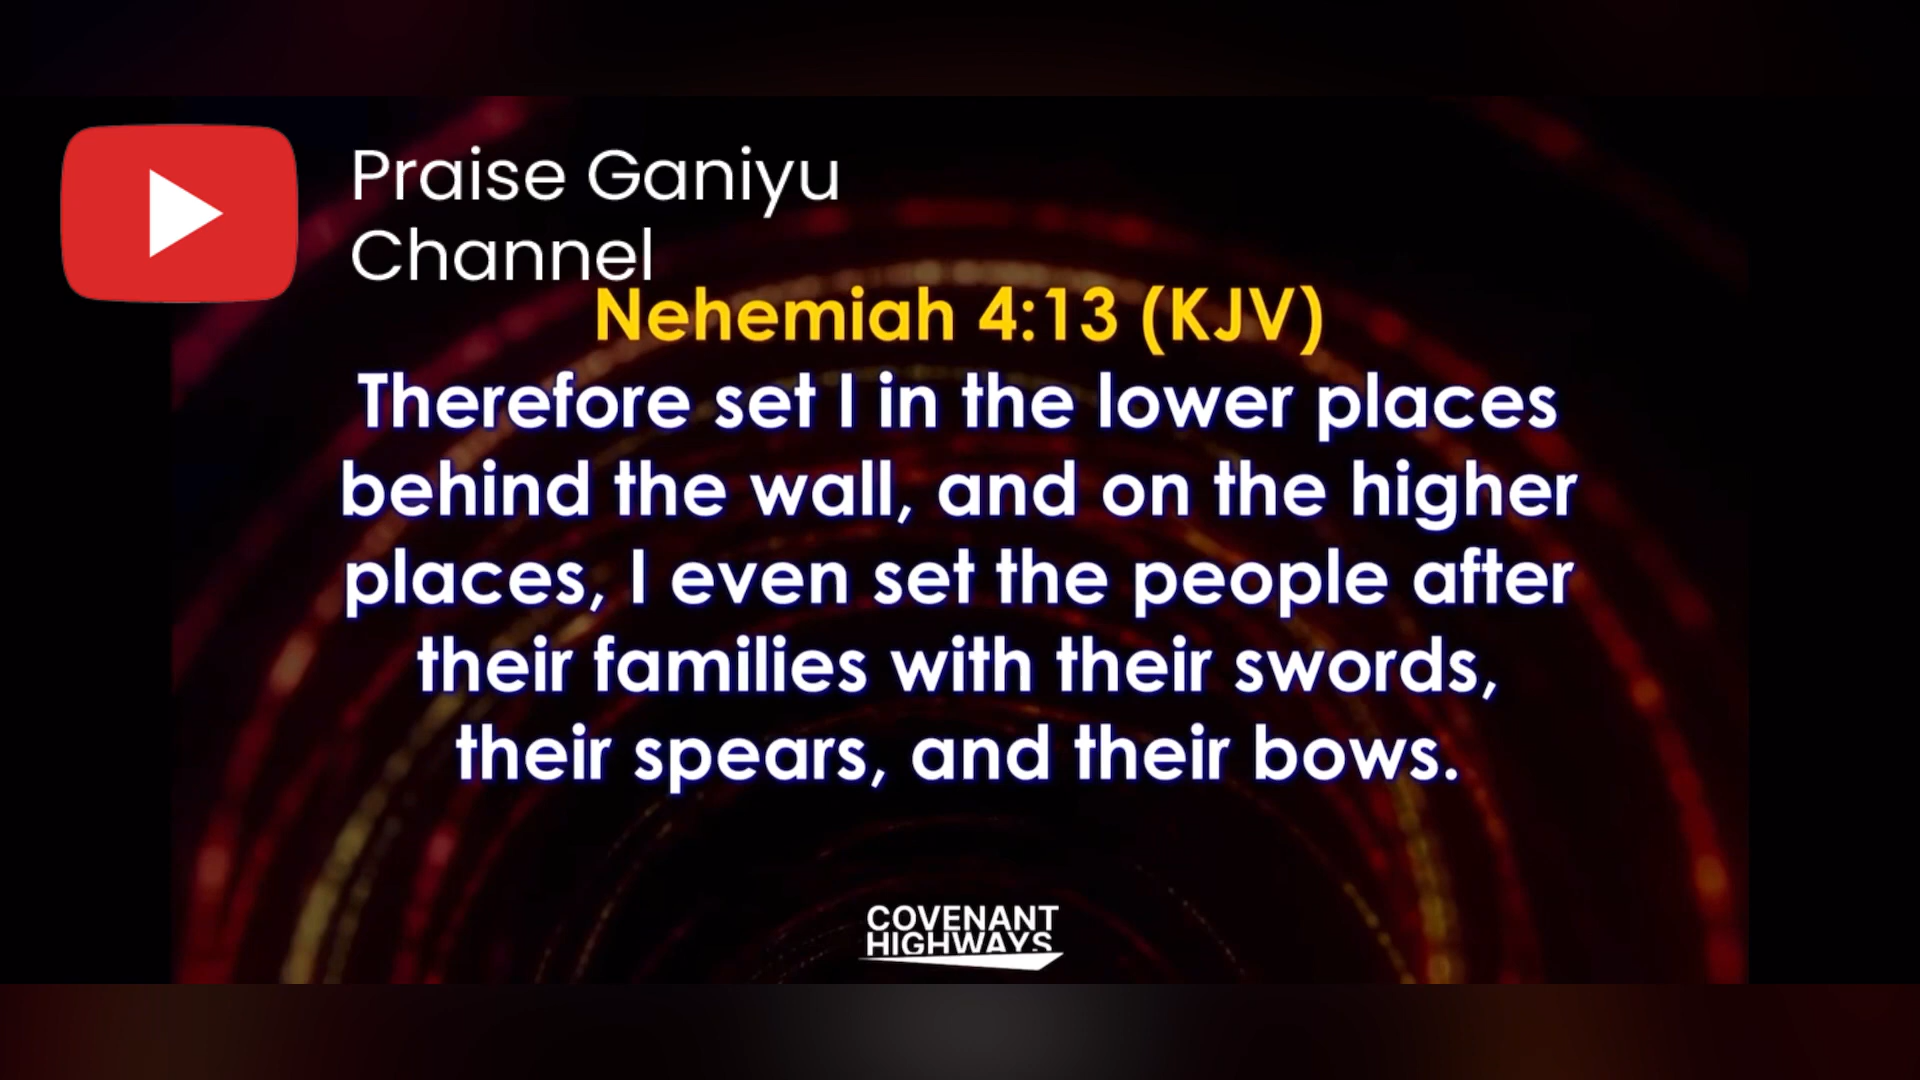 Praise Ganiyu
Channel
Nehemiah 4:13 (KJV)
Therefore set I in the lower places
behind the wall, and on the higher
places, I even set the people after
their families with their swords,
their spears, and their bows.
COVENANT
HIGHWAYS